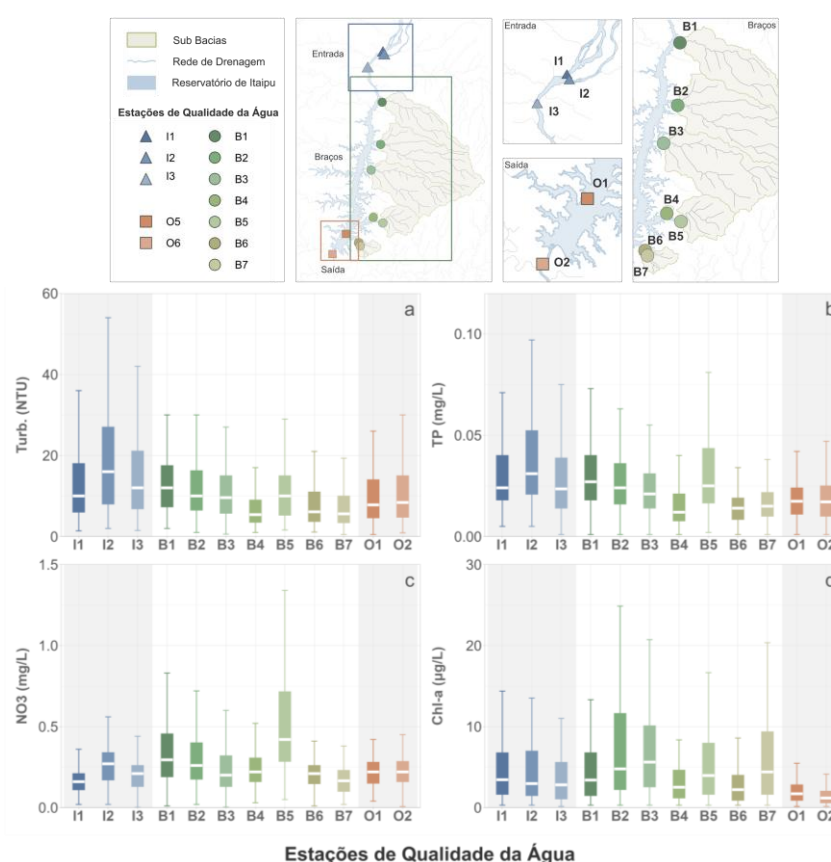 Sub Bacias
Rede de Drenagem
Reservatório de Itaipu
Estações de Qualidade da Água
I1
I2
I3
O5
O6
B1
B2
B3
B4
B5
B6
B7
Entrada
Braços
Saída
Entrada
I1
I2
I3
Saída
O1
O2
Braços
B1
B2
B3
B4
B5
B6
B7
a
Turb. (NTU)
60
40
20
0
I1 I2 I3 B1 B2 B3 B4 B5 B6 B7 O1 O2
b
TP (mg/L)
0.10
0.05
0.00
I1 I2 I3 B1 B2 B3 B4 B5 B6 B7 O1 O2
c
NO3 (mg/L)
1.5
1.0
0.5
0.0
I1 I2 I3 B1 B2 B3 B4 B5 B6 B7 O1 O2
Chl-a (µg/L)
30
20
10
0
I1 I2 I3 B1 B2 B3 B4 B5 B6 B7 O1 O2
Estações de Qualidade da Água